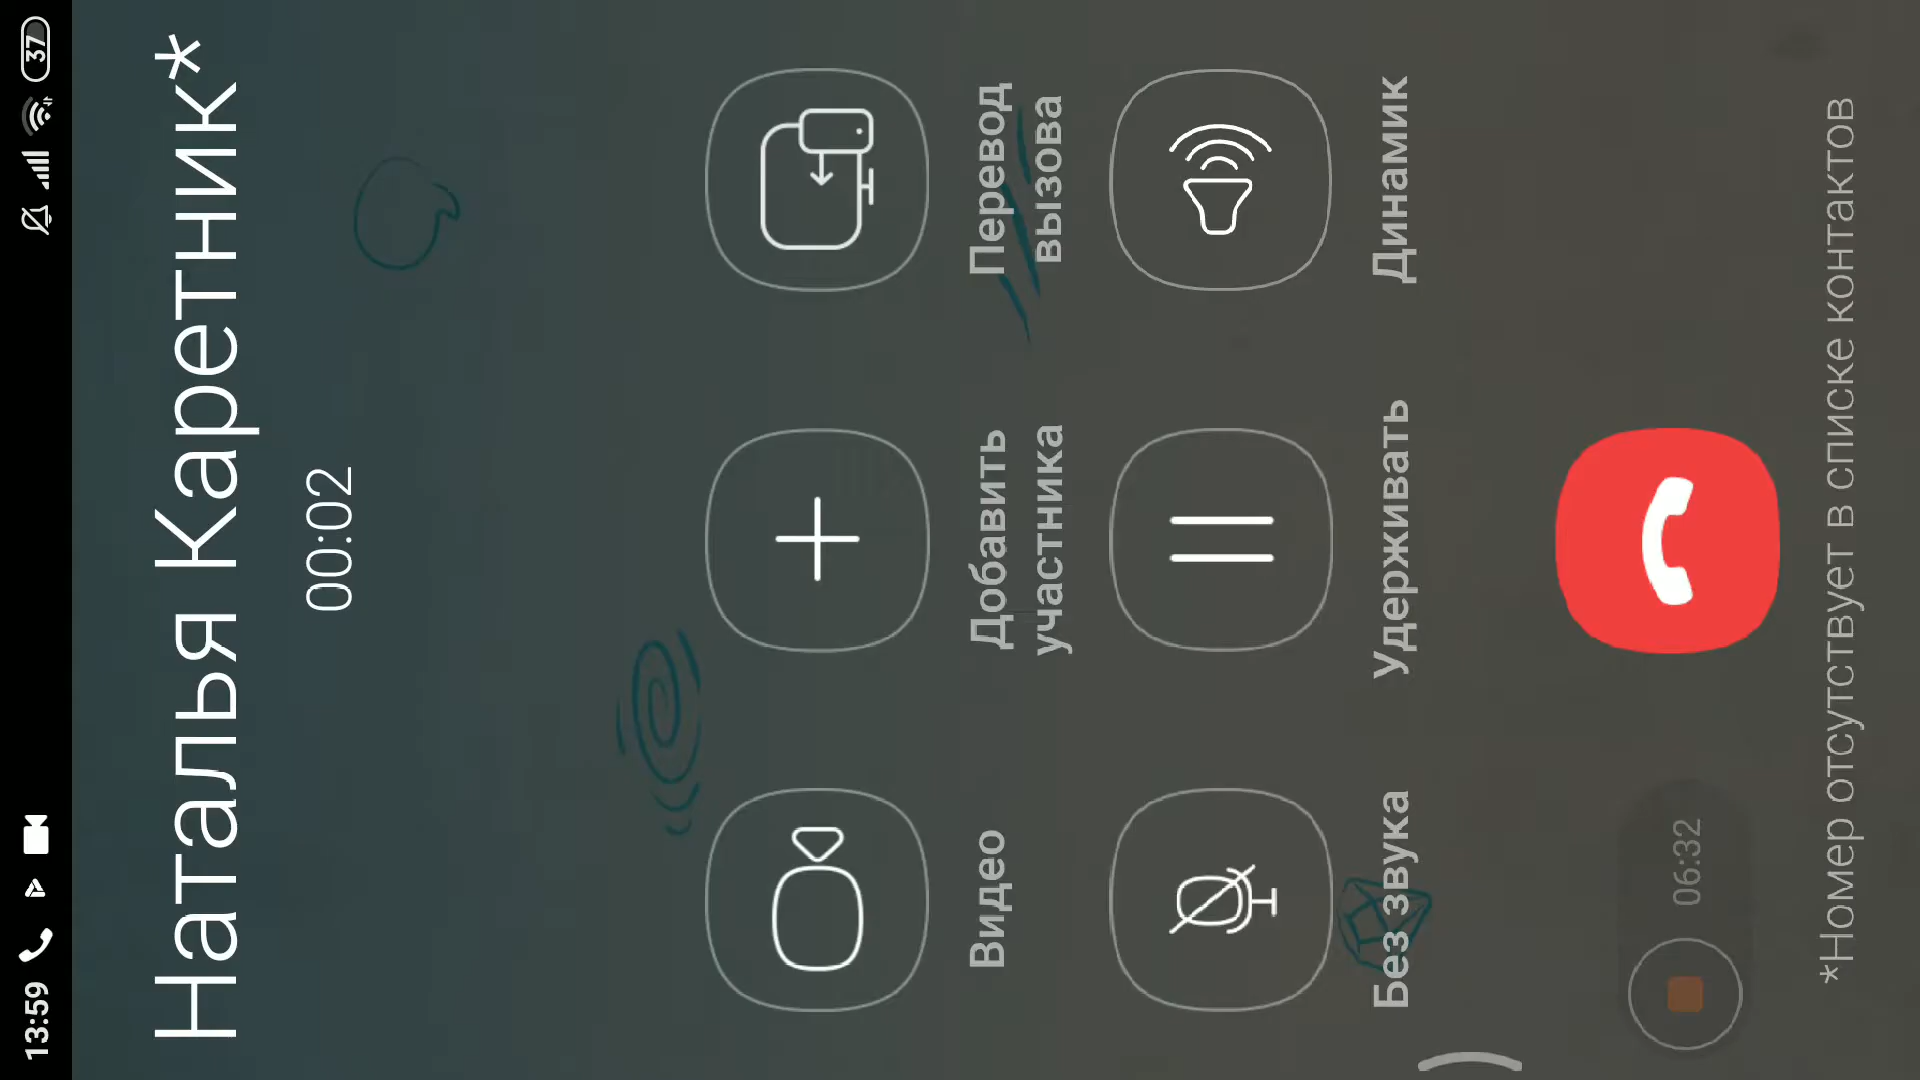 13:59
37
Наталья Каретник*
00:02
Видео
Добавить
участника
Перевод
вызова
Без звука
Удерживать
Динамик
06:32
*Номер отсутствует в списке контактов